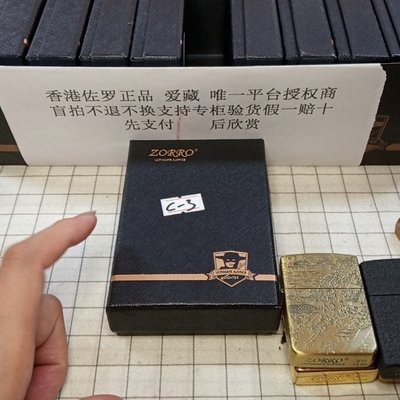 香港佐罗正品 爱藏 唯一平台授权商
盲拍不退不换支持专柜验货假一赔十
先支付 后欣赏
ZORRO®
C-3
ZORRO